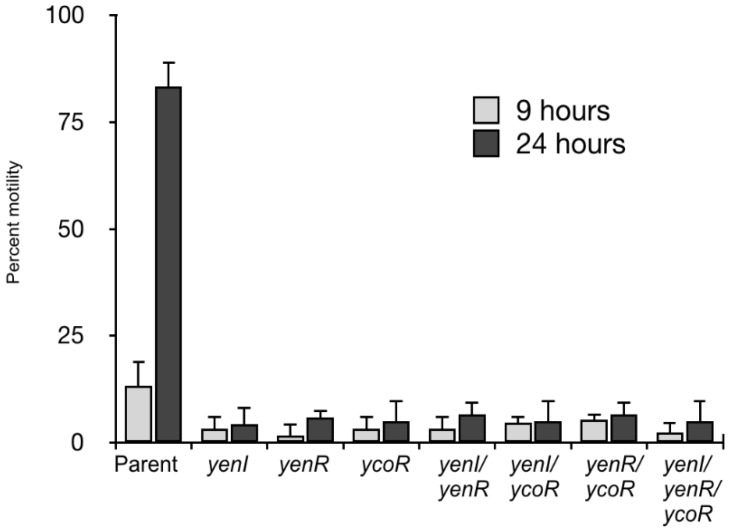 100
75
50
25
0
Percent motility
9 hours
24 hours
Parent
yenI
yenR
ycoR
yenI/
yenR
yenI/
ycoR
yenR/
ycoR
yenI/
yenR/
ycoR